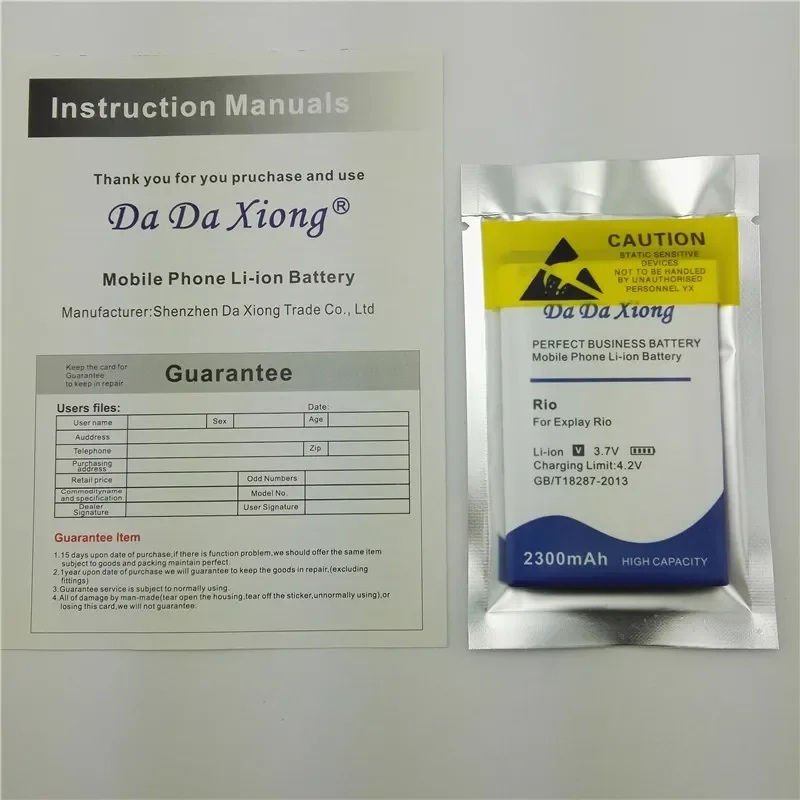 Instruction Manuals
Thank you for you pruchase and use
Da Da Xiong®
Mobile Phone Li-ion Battery
Manufacturer:Shenzhen Da Xiong Trade Co., Ltd
Keep the card for
Guarantee
to keep in repair
Guarantee
Users files:
Date:
User name
Sex
Age
Auddress
Telephone
Zip
Purchasing
address
Retail price
Odd Numbers
Commodityname
and specification
Model No.
Dealer
Signature
User Signature
Guarantee Item
1.15 days upon date of purchase,if there is function problem,we should offer the same item
subject to goods and packing maintain perfect.
2.1year upon date of purchase we will guarantee to keep the goods in repair,(excluding
fittings)
3.Guarantee service is subject to normally using.
4.All of damage by man-made(tear open the housing,tear off the sticker,unnormally using),or
losing this card,we will not guarantee.
CAUTION
STATIC SENSITIVE
DEVICES
NOT TO BE HANDLED
BY UNAUTHORISED
PERSONNEL YX
Da Da Xiong
PERFECT BUSINESS BATTERY
Mobile Phone Li-ion Battery
Rio
For Explay Rio
Li-ion V 3.7V
Charging Limit:4.2V
GB/T18287-2013
2300mAh HIGH CAPACITY